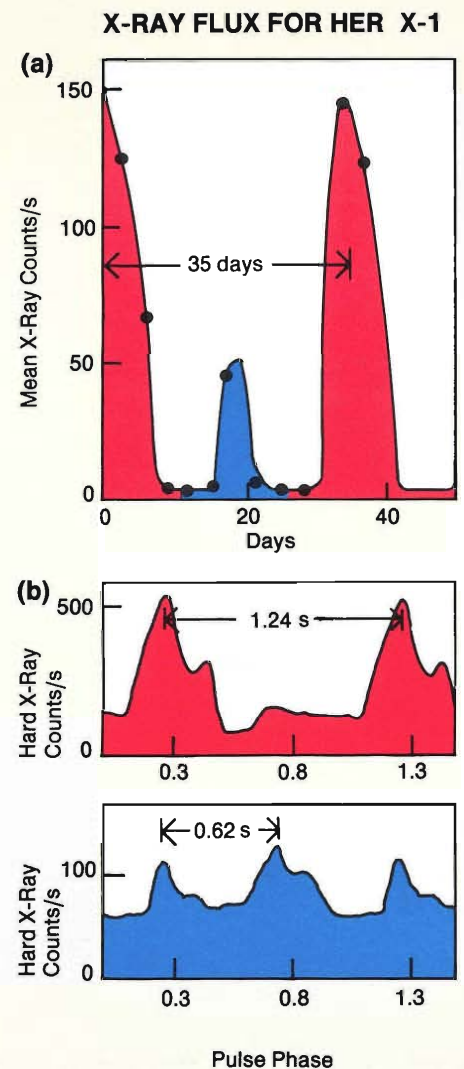 X-RAY FLUX FOR HER X-1
(a)
Mean X-Ray Counts/s
150
100
50
0
35 days
0 20 40
Days
(b)
Hard X-Ray
Counts/s
500
0
1.24 s
0.3 0.8 1.3
Hard X-Ray
Counts/s
100
0
0.62 s
0.3 0.8 1.3
Pulse Phase